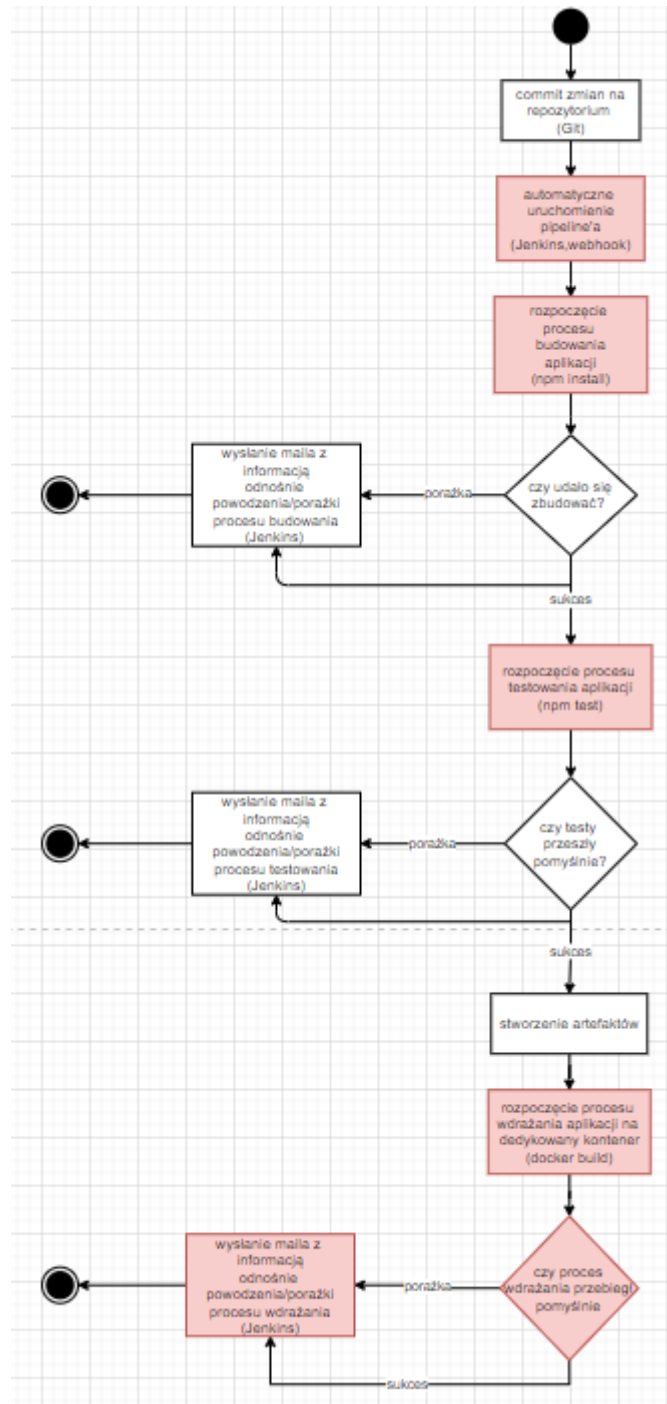 commit zmian na
repozytorium
(Git)
automatyczne
uruchomienie
pipeline'a
(Jenkins,webhook)
rozpoczęcie
procesu
budowania
aplikacji
(npm install)
wysłanie maila z
informacją
odnośnie
powodzenia/porażki
procesu budowania
(Jenkins)
porażka
czy udało się
zbudować?
sukces
rozpoczęcie procesu
testowania aplikacji
(npm test)
wysłanie maila z
informacją
odnośnie
powodzenia/porażki
procesu testowania
(Jenkins)
porażka
czy testy
przeszły
pomyślnie?
sukces
stworzenie artefaktów
rozpoczęcie procesu
wdrażania aplikacji na
dedykowany kontener
(docker build)
wysłanie maila z
informacją
odnośnie
powodzenia/porażki
procesu wdrażania
(Jenkins)
porażka
czy proces
wdrażania przebiegł
pomyślnie
sukces